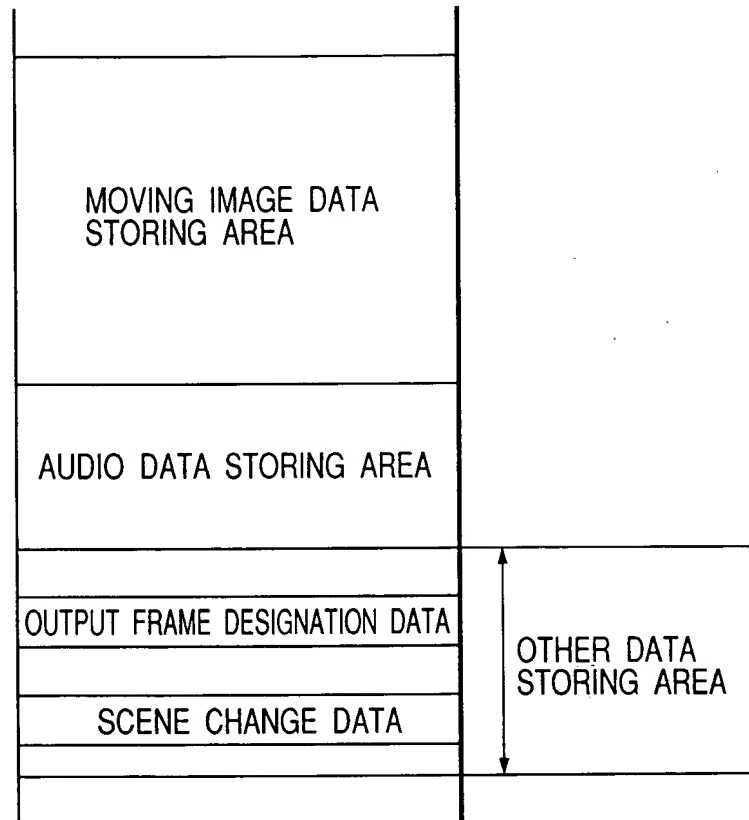 MOVING IMAGE DATA
STORING AREA
AUDIO DATA STORING AREA
OUTPUT FRAME DESIGNATION DATA
SCENE CHANGE DATA
OTHER DATA
STORING AREA